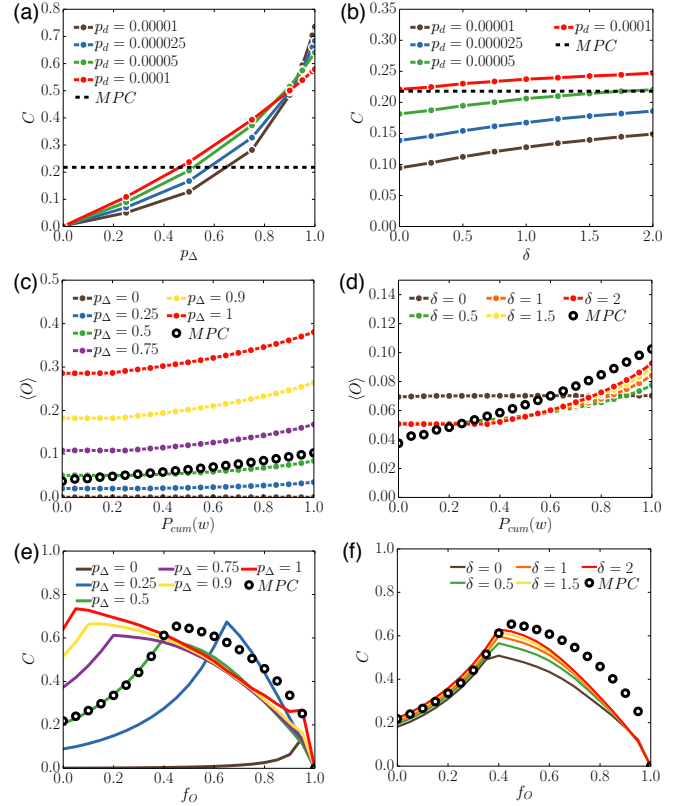 (a)
p_d = 0.00001
p_d = 0.000025
p_d = 0.00005
p_d = 0.0001
MPC
C
0.8
0.7
0.6
0.5
0.4
0.3
0.2
0.1
0.0
0.0 0.2 0.4 0.6 0.8 1.0
p_Δ
(b)
p_d = 0.00001 p_d = 0.0001
p_d = 0.000025 MPC
p_d = 0.00005
C
0.35
0.30
0.25
0.20
0.15
0.10
0.05
0.00
0.0 0.5 1.0 1.5 2.0
δ
(c)
p_Δ = 0 p_Δ = 0.9
p_Δ = 0.25 p_Δ = 1
p_Δ = 0.5 MPC
p_Δ = 0.75
⟨O⟩
0.5
0.4
0.3
0.2
0.1
0.0
0.0 0.2 0.4 0.6 0.8 1.0
P_cum(w)
(d)
δ = 0 δ = 1 δ = 2
δ = 0.5 δ = 1.5 MPC
⟨O⟩
0.14
0.12
0.10
0.08
0.06
0.04
0.02
0.00
0.0 0.2 0.4 0.6 0.8 1.0
P_cum(w)
(e)
p_Δ = 0 p_Δ = 0.75 p_Δ = 1
p_Δ = 0.25 p_Δ = 0.9 MPC
p_Δ = 0.5
C
1.0
0.8
0.6
0.4
0.2
0.0
0.0 0.2 0.4 0.6 0.8 1.0
f_O
(f)
δ = 0 δ = 1 δ = 2
δ = 0.5 δ = 1.5 MPC
C
1.0
0.8
0.6
0.4
0.2
0.0
0.0 0.2 0.4 0.6 0.8 1.0
f_O